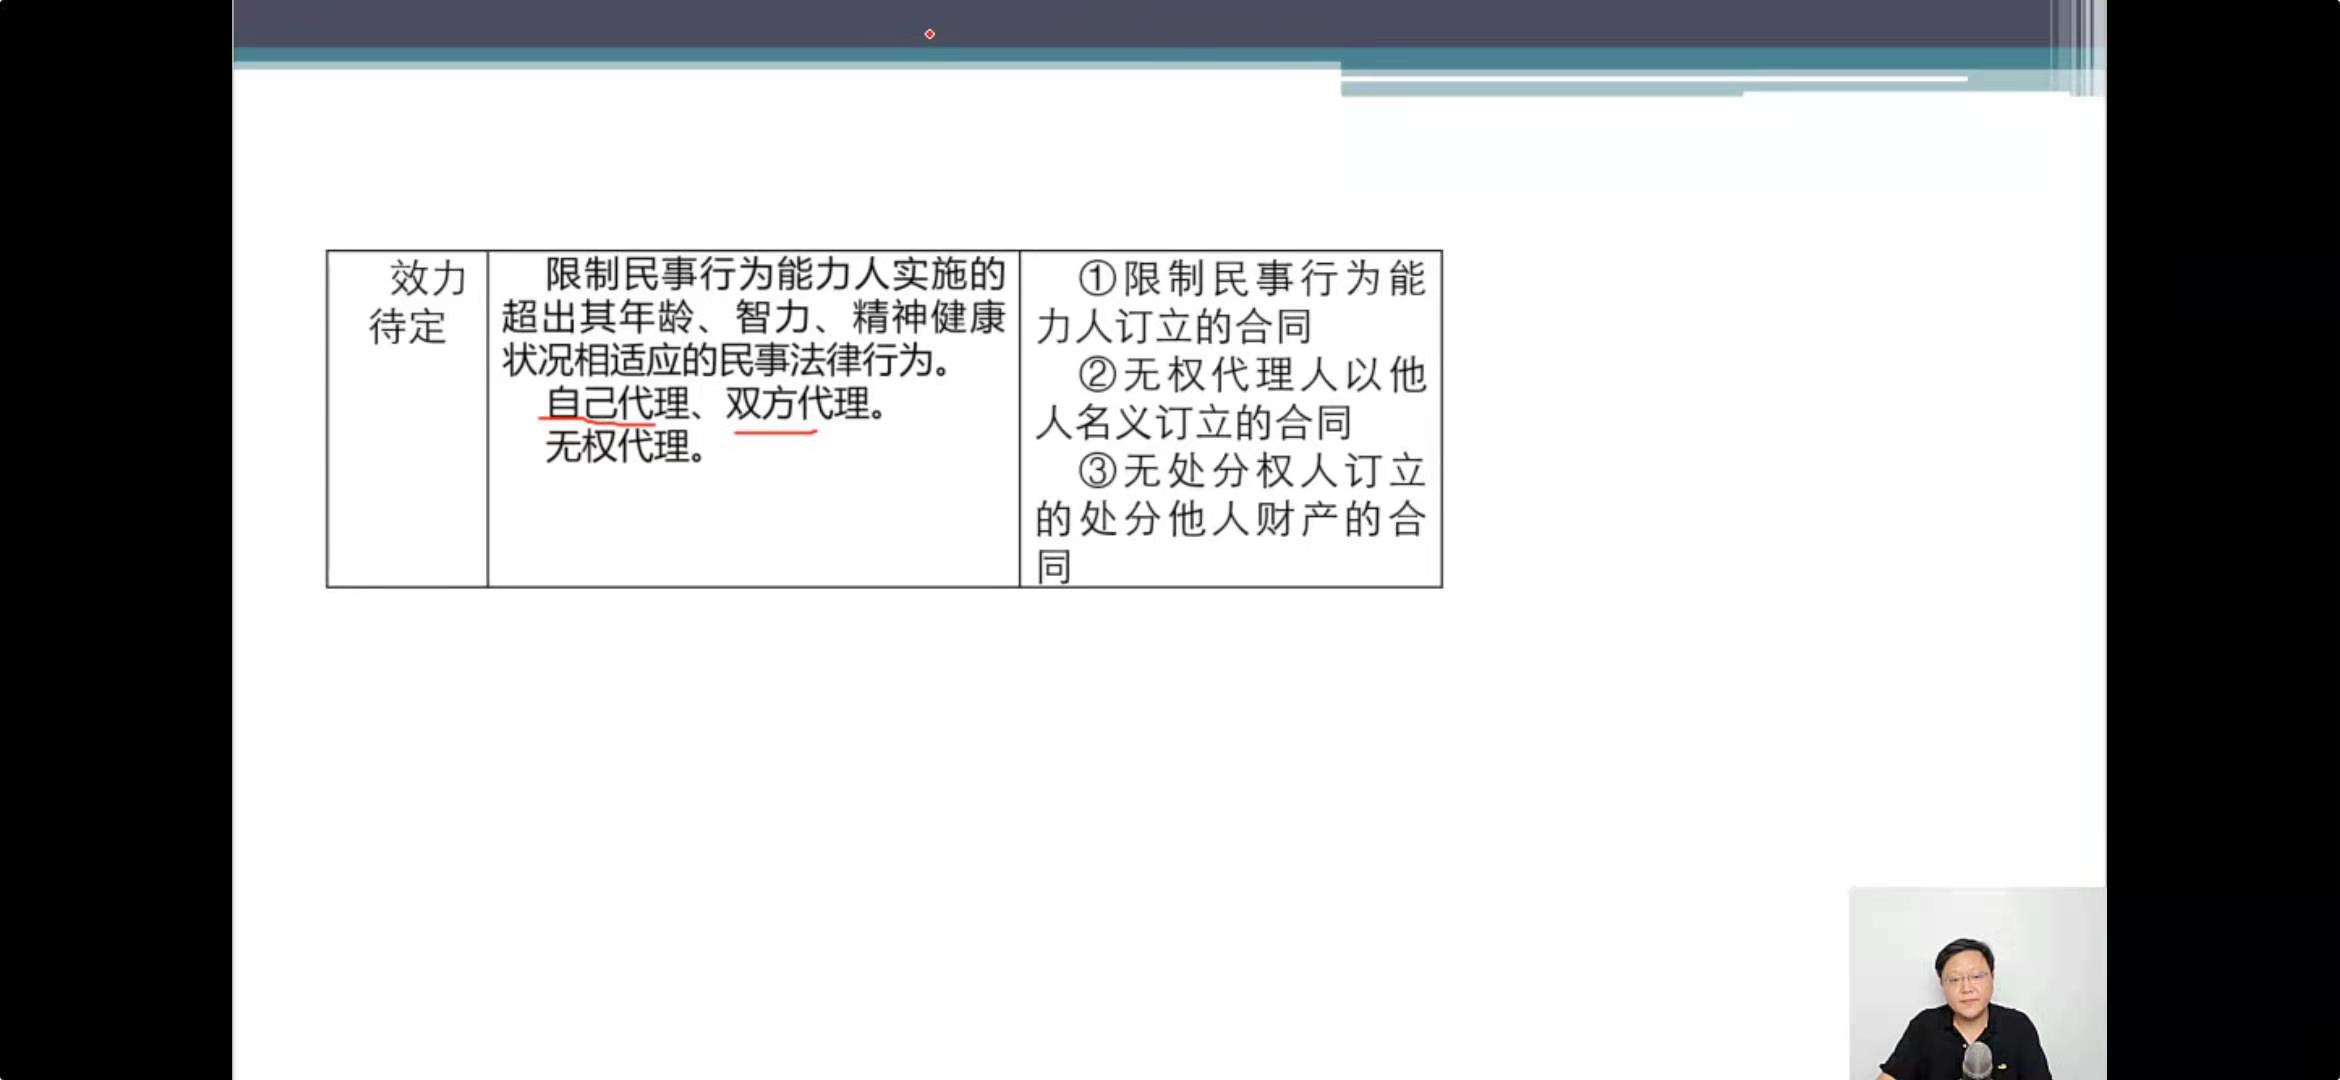 效力
待定
限制民事行为能力人实施的
超出其年龄、智力、精神健康
状况相适应的民事法律行为。
自己代理、双方代理。
无权代理。
①限制民事行为能
力人订立的合同
②无权代理人以他
人名义订立的合同
③无处分权人订立
的处分他人财产的合
同